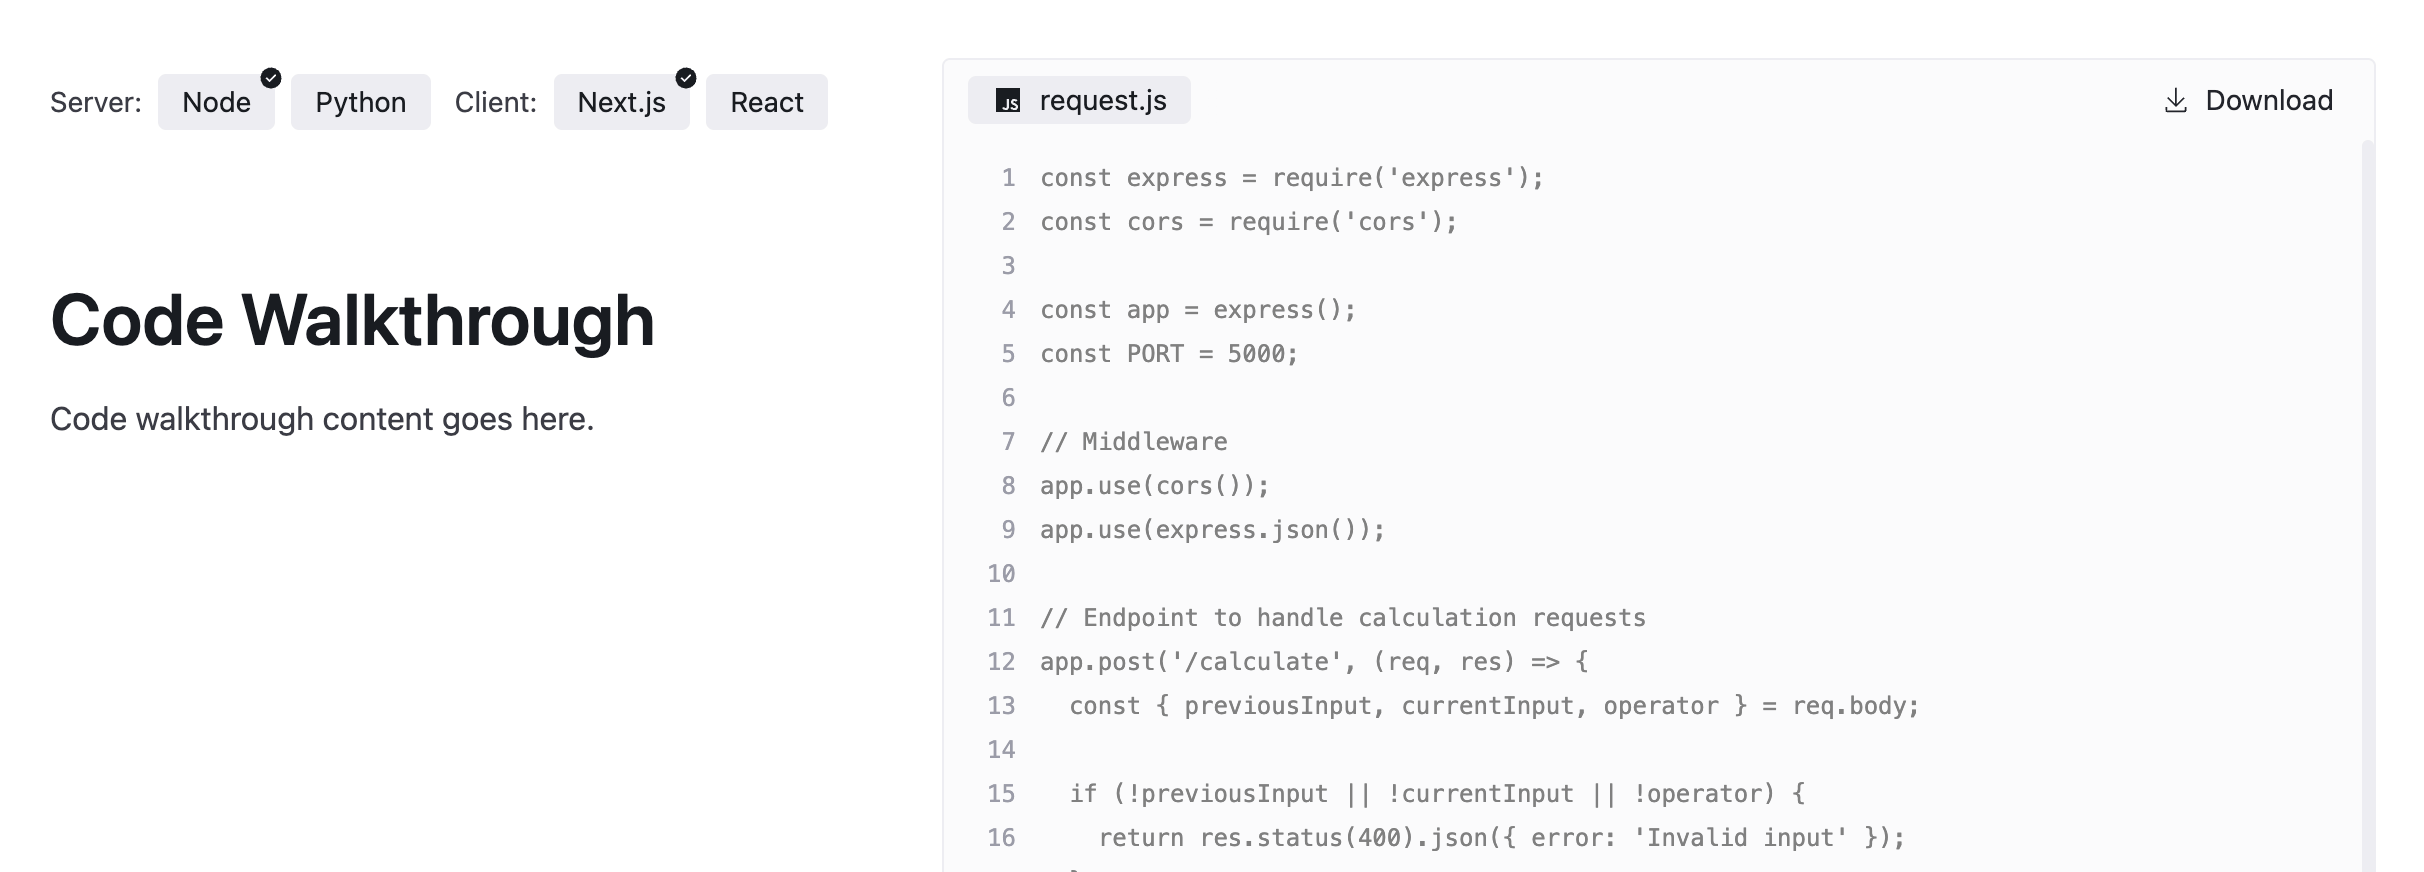 Server: Node Python Client: Next.js React
Code Walkthrough
Code walkthrough content goes here.
JS request.js Download
1 const express = require('express');
2 const cors = require('cors');
3
4 const app = express();
5 const PORT = 5000;
6
7 // Middleware
8 app.use(cors());
9 app.use(express.json());
10
11 // Endpoint to handle calculation requests
12 app.post('/calculate', (req, res) => {
13   const { previousInput, currentInput, operator } = req.body;
14
15   if (!previousInput || !currentInput || !operator) {
16     return res.status(400).json({ error: 'Invalid input' });